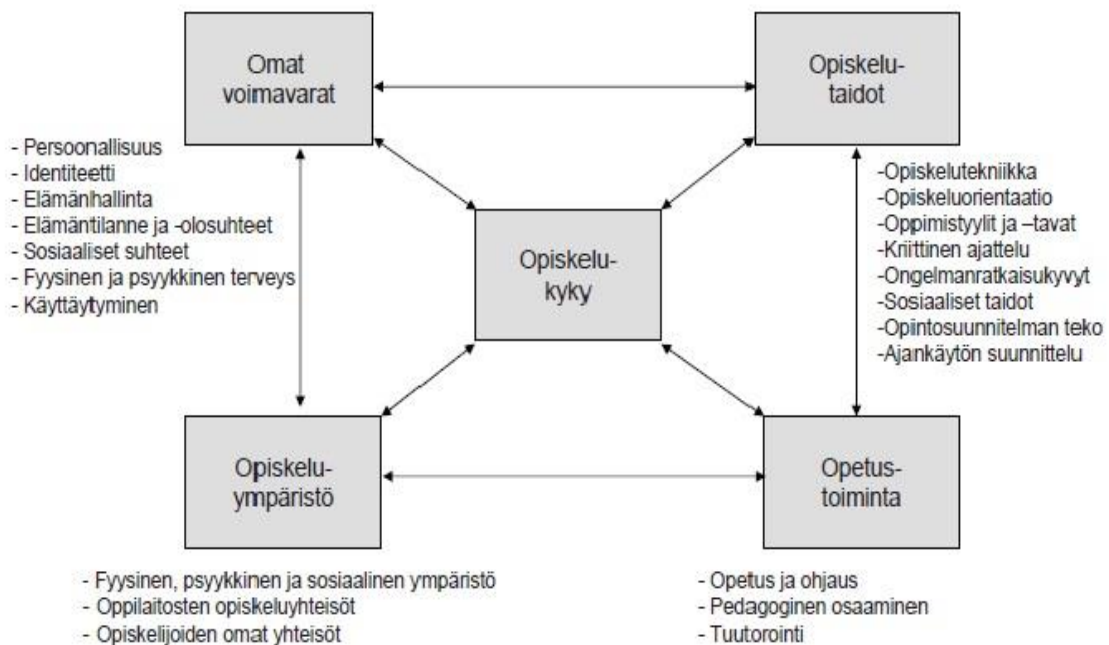 Omat
voimavarat
Opiskelu-
taidot
- Persoonallisuus
- Identiteetti
- Elämänhallinta
- Elämäntilanne ja -olosuhteet
- Sosiaaliset suhteet
- Fyysinen ja psyykkinen terveys
- Käyttäytyminen
Opiskelu-
kyky
-Opiskelutekniikka
-Opiskeluorientaatio
-Oppimistyylit ja –tavat
-Kriittinen ajattelu
-Ongelmanratkaisukyvyt
-Sosiaaliset taidot
-Opintosuunnitelman teko
-Ajankäytön suunnittelu
Opiskelu-
ympäristö
Opetus-
toiminta
- Fyysinen, psyykkinen ja sosiaalinen ympäristö
- Oppilaitosten opiskeluyhteisöt
- Opiskelijoiden omat yhteisöt
- Opetus ja ohjaus
- Pedagoginen osaaminen
- Tuutorointi